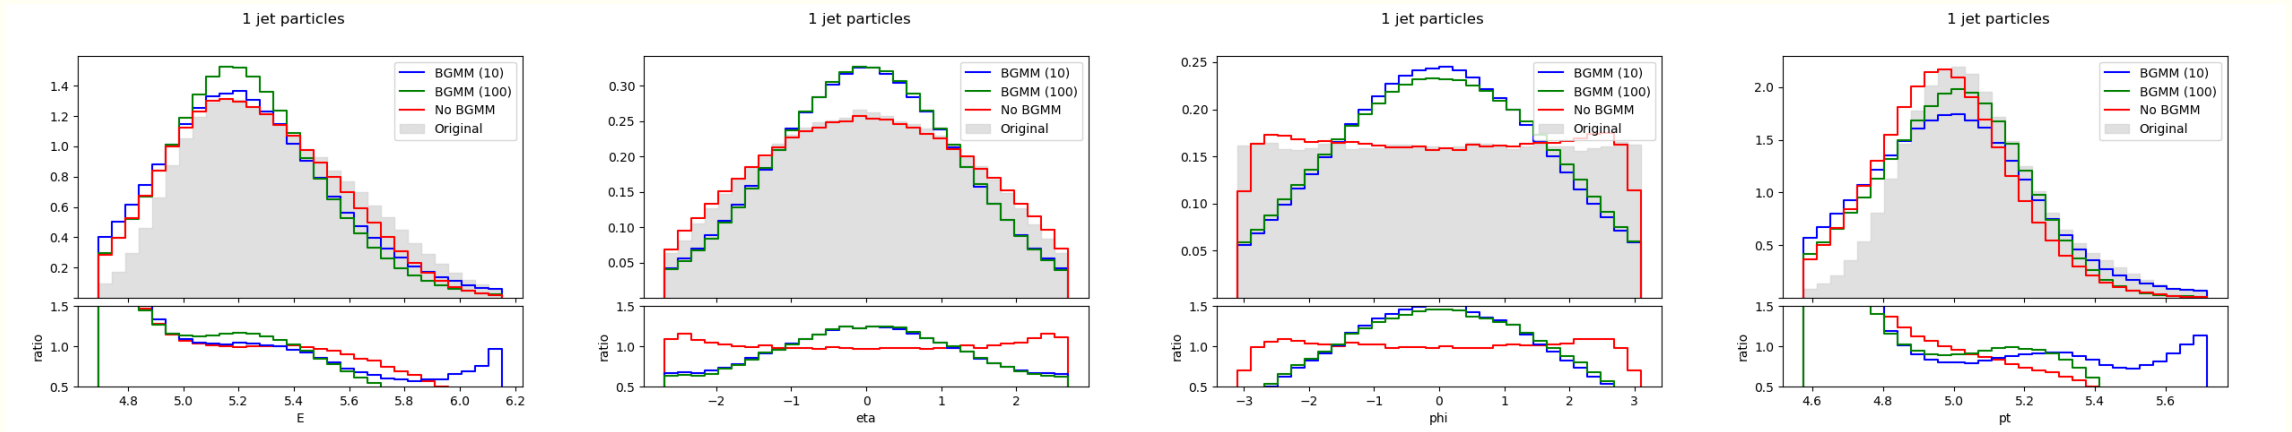 1 jet particles
BGMM (10)
BGMM (100)
No BGMM
Original
1.4
1.2
1.0
0.8
0.6
0.4
0.2
1.5
1.0
0.5
ratio
4.8 5.0 5.2 5.4 5.6 5.8 6.0 6.2
E
1 jet particles
BGMM (10)
BGMM (100)
No BGMM
Original
0.30
0.25
0.20
0.15
0.10
0.05
1.5
1.0
0.5
ratio
−2 −1 0 1 2
eta
1 jet particles
BGMM (10)
BGMM (100)
No BGMM
Original
0.25
0.20
0.15
0.10
0.05
1.5
1.0
0.5
ratio
−3 −2 −1 0 1 2 3
phi
1 jet particles
BGMM (10)
BGMM (100)
No BGMM
Original
2.0
1.5
1.0
0.5
1.5
1.0
0.5
ratio
4.6 4.8 5.0 5.2 5.4 5.6
pt